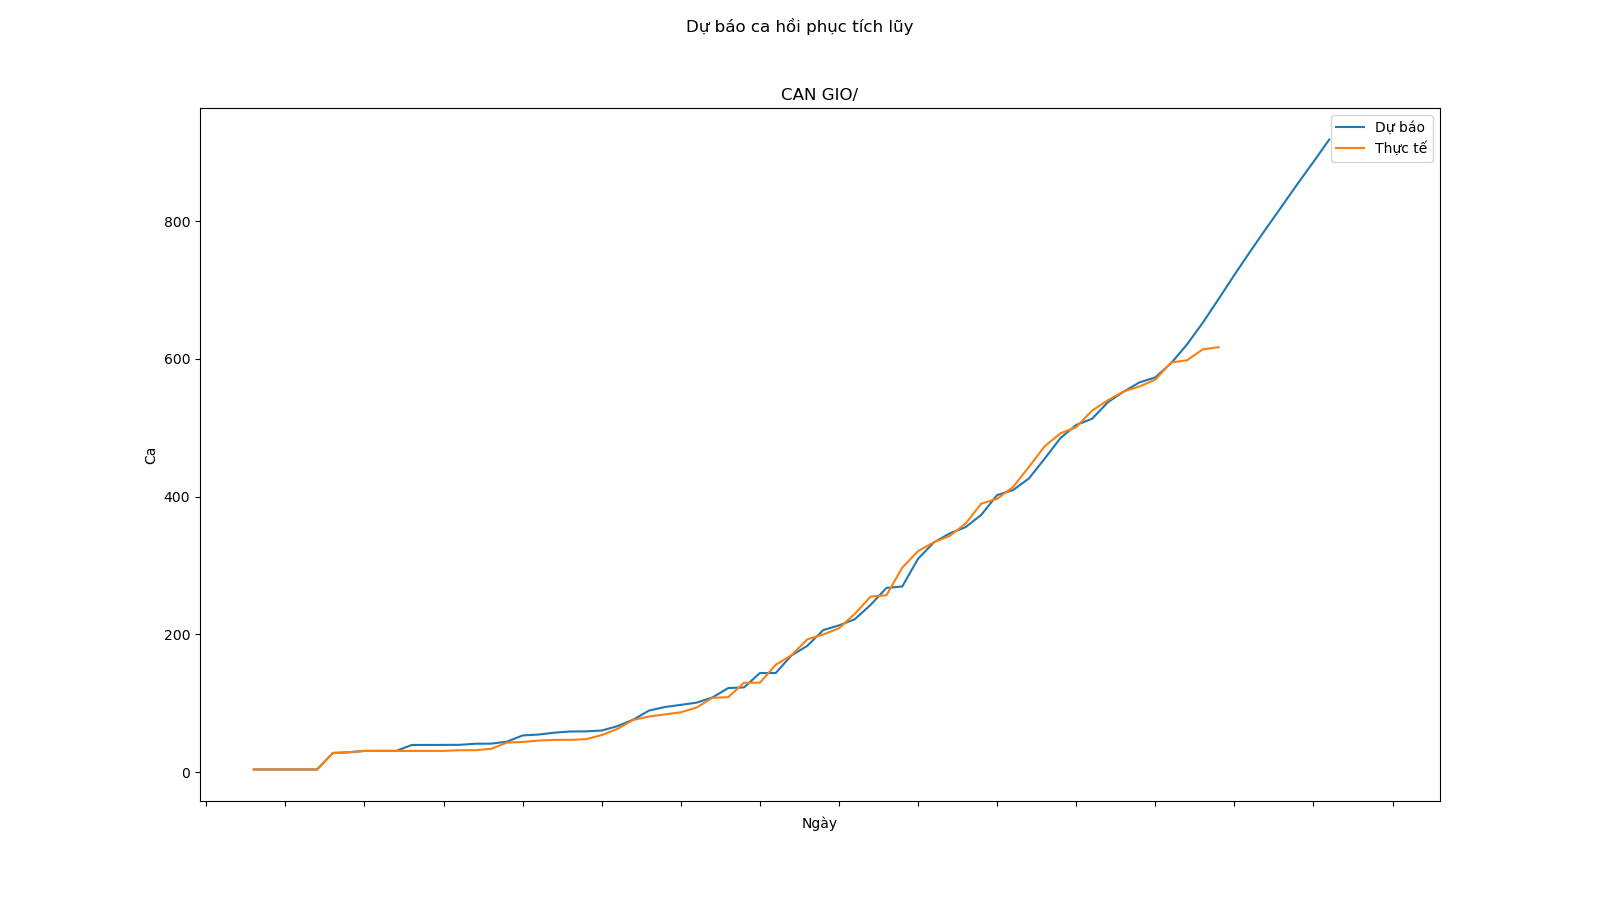 Dự báo ca hồi phục tích lũy
CAN GIO/
Dự báo
Thực tế
800
600
400
200
0
Ca
Ngày